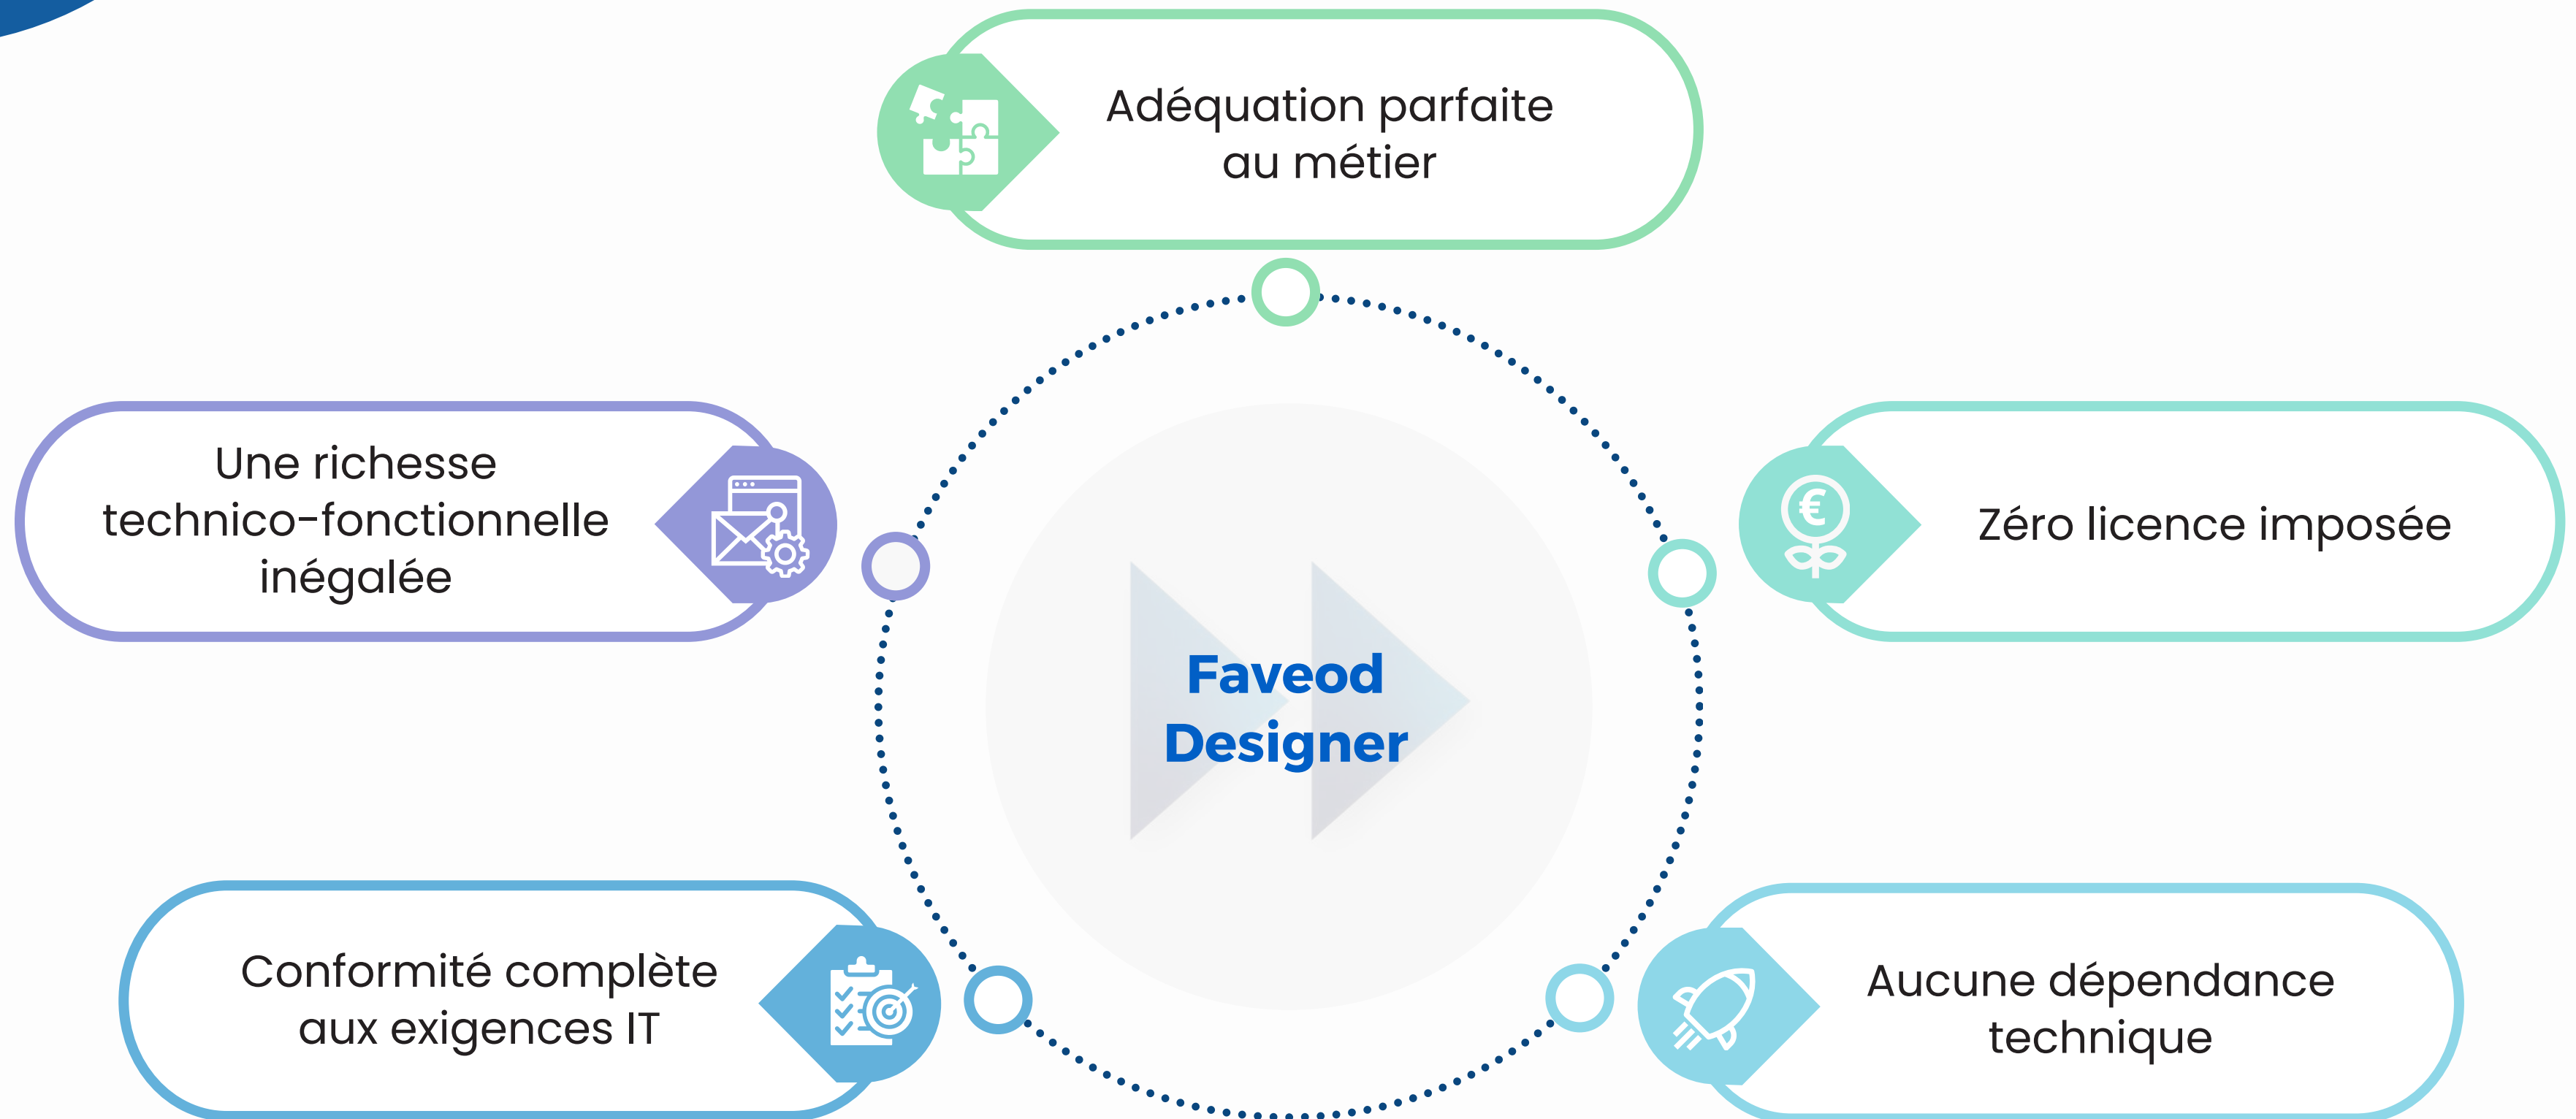 Adéquation parfaite
au métier
Une richesse
technico-fonctionnelle
inégalée
€
Zéro licence imposée
Faveod
Designer
Conformité complète
aux exigences IT
Aucune dépendance
technique